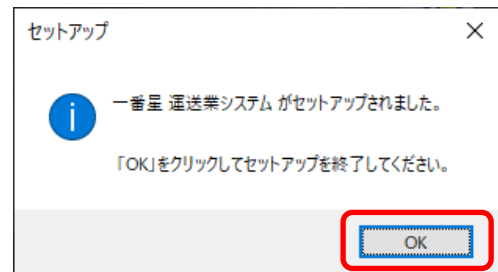 セットアップ
一番星 運送業システム がセットアップされました。
「OK」をクリックしてセットアップを終了してください。
OK